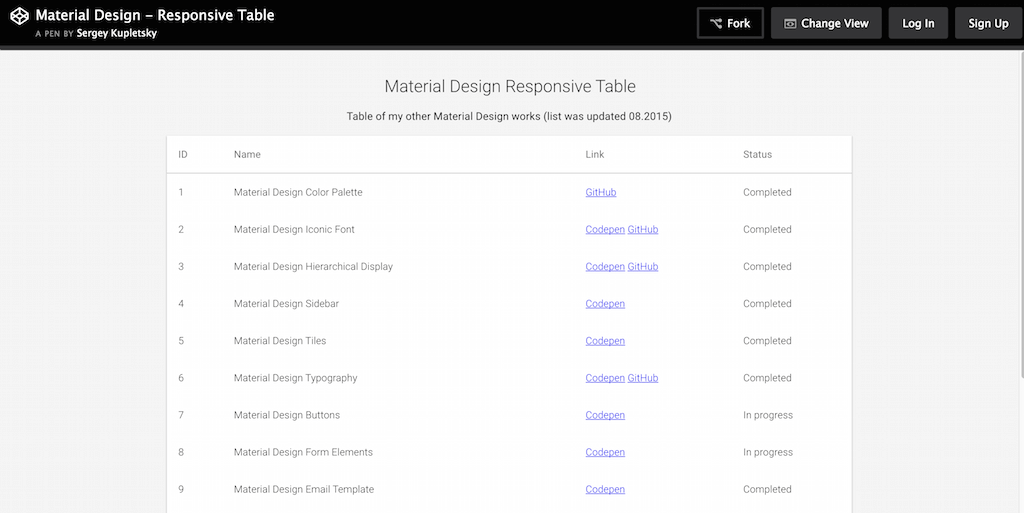 Material Design – Responsive Table
A PEN BY Sergey Kupletsky
Fork
Change View
Log In
Sign Up
Material Design Responsive Table
Table of my other Material Design works (list was updated 08.2015)
ID Name Link Status
1 Material Design Color Palette GitHub Completed
2 Material Design Iconic Font Codepen GitHub Completed
3 Material Design Hierarchical Display Codepen GitHub Completed
4 Material Design Sidebar Codepen Completed
5 Material Design Tiles Codepen Completed
6 Material Design Typography Codepen GitHub Completed
7 Material Design Buttons Codepen In progress
8 Material Design Form Elements Codepen In progress
9 Material Design Email Template Codepen Completed